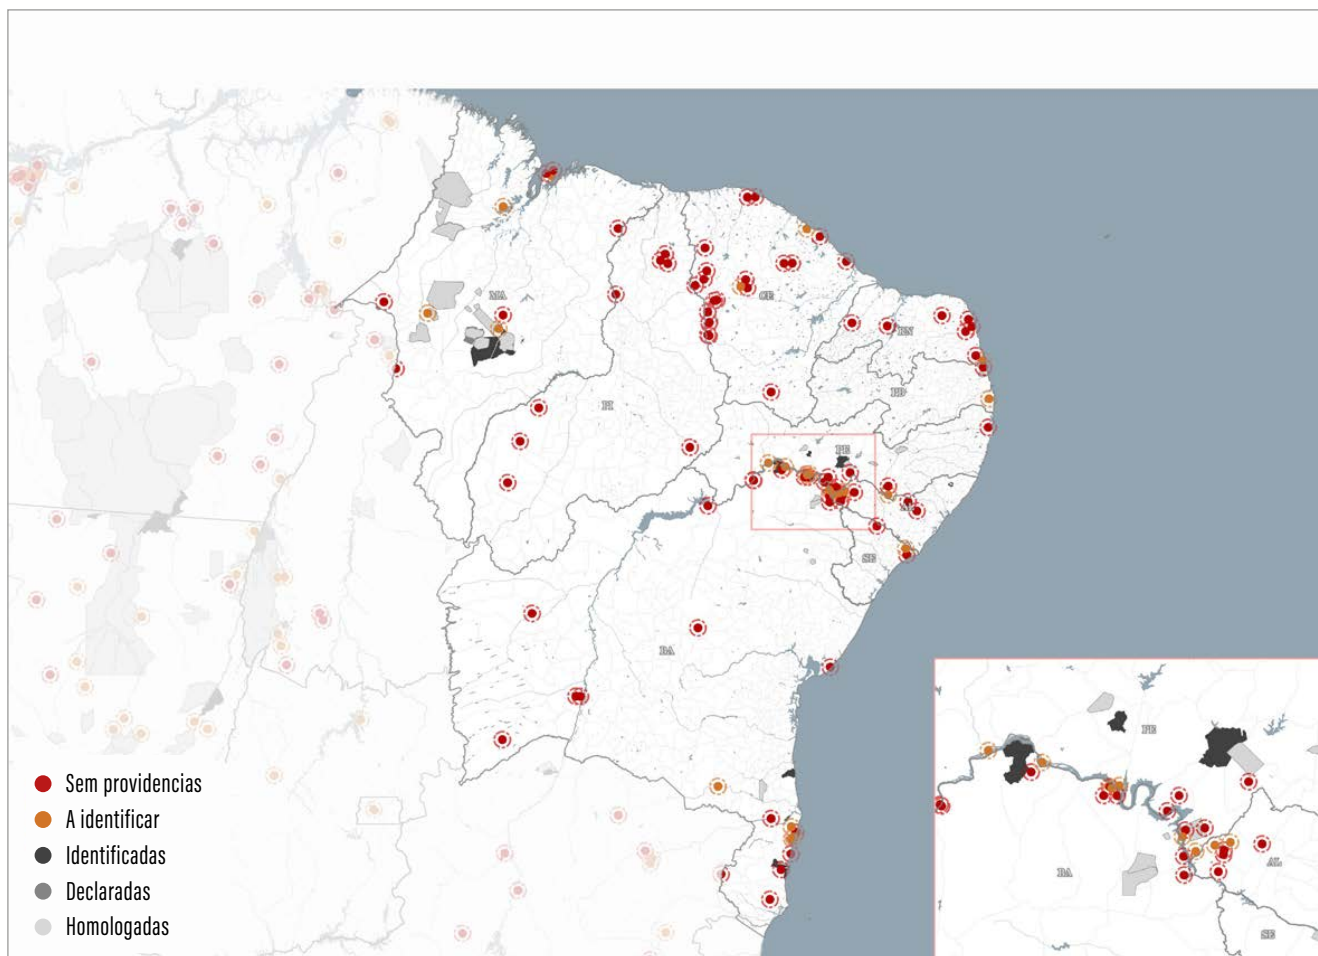 MA
CE
RN
PB
PI
PE
AL
SE
BA
PE
BA
AL
SE
Sem providencias
A identificar
Identificadas
Declaradas
Homologadas